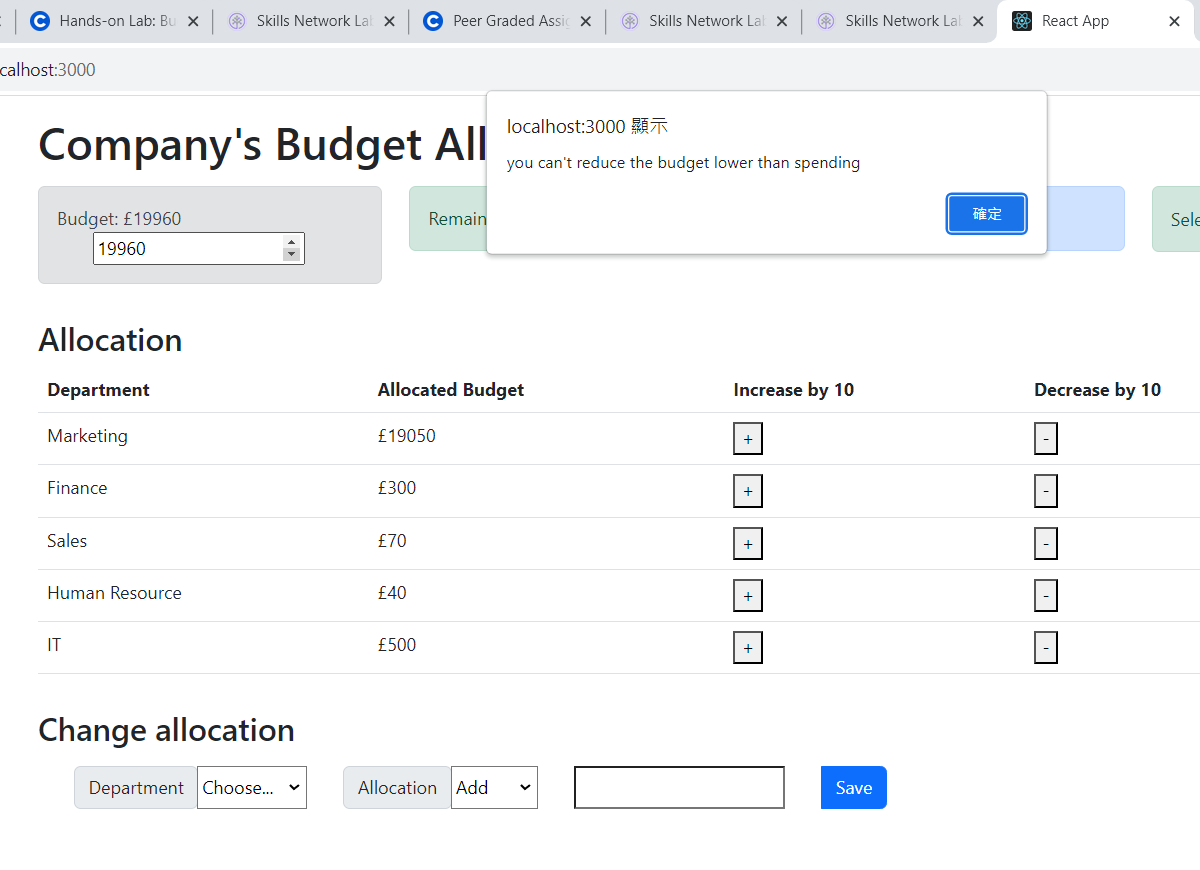 Hands-on Lab: Bu
Skills Network Lab
Peer Graded Assig
Skills Network Lab
Skills Network Lab
React App
calhost:3000
localhost:3000 顯示
you can't reduce the budget lower than spending
確定
Company's Budget All
Budget: £19960
19960
Remain
Sele
Allocation
Department Allocated Budget Increase by 10 Decrease by 10
Marketing £19050 + -
Finance £300 + -
Sales £70 + -
Human Resource £40 + -
IT £500 + -
Change allocation
Department Choose... Allocation Add Save